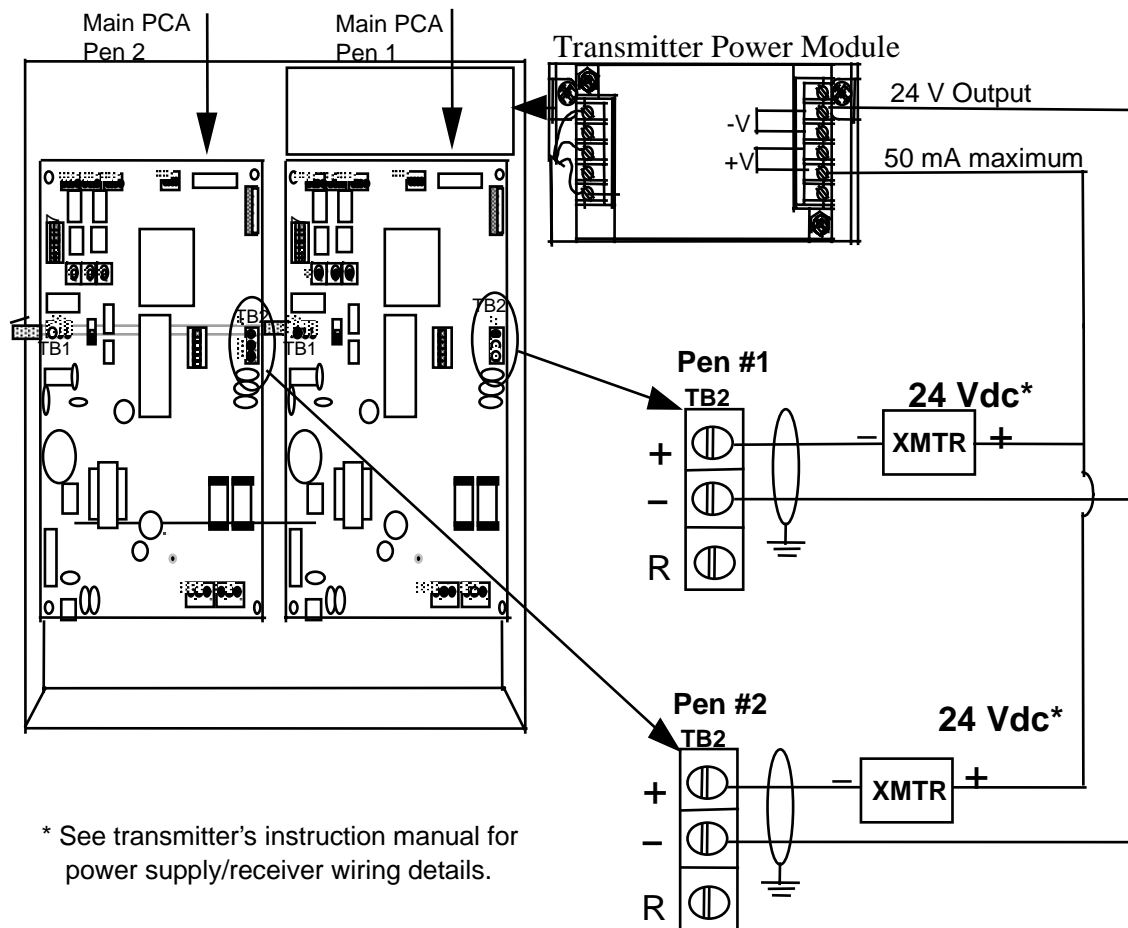 Main PCA
Pen 2
Main PCA
Pen 1
Transmitter Power Module
24 V Output
-V
+V
50 mA maximum
TB2
TB1
TB2
TB1
Pen #1
TB2
24 Vdc*
+
–
XMTR
+
–
R
Pen #2
TB2
24 Vdc*
+
–
XMTR
+
–
R
* See transmitter’s instruction manual for
power supply/receiver wiring details.